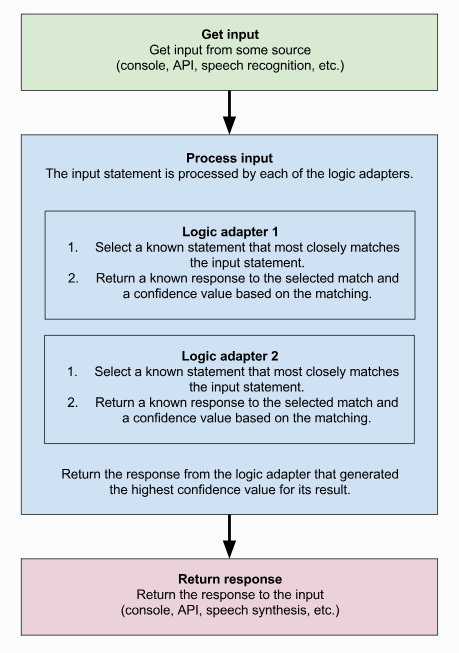 Get input
Get input from some source
(console, API, speech recognition, etc.)
Process input
The input statement is processed by each of the logic adapters.
Logic adapter 1
1. Select a known statement that most closely matches
the input statement.
2. Return a known response to the selected match and
a confidence value based on the matching.
Logic adapter 2
1. Select a known statement that most closely matches
the input statement.
2. Return a known response to the selected match and
a confidence value based on the matching.
Return the response from the logic adapter that generated
the highest confidence value for its result.
Return response
Return the response to the input
(console, API, speech synthesis, etc.)